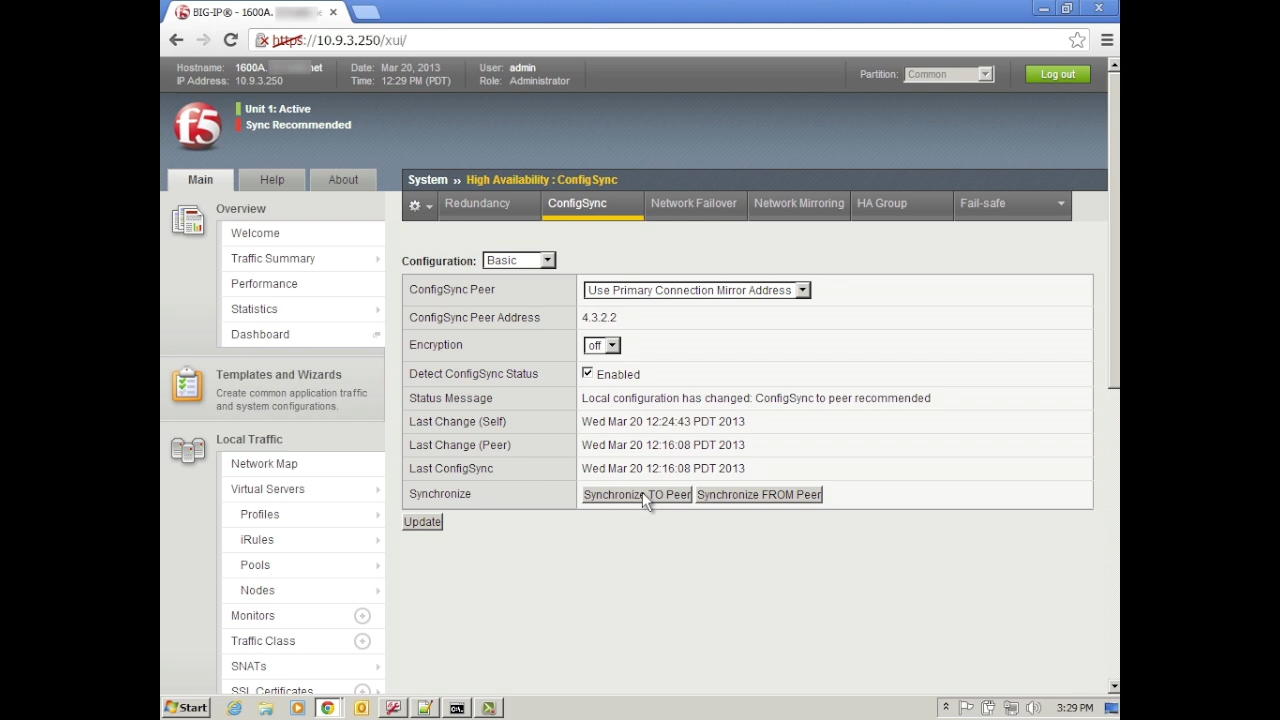 BIG-IP® - 1600A.
https://10.9.3.250/xui/
Hostname: 1600A. net Date: Mar 20, 2013 User: admin
IP Address: 10.9.3.250 Time: 12:29 PM (PDT) Role: Administrator
Partition: Common Log out
f5
Unit 1: Active
Sync Recommended
Main Help About
System » High Availability : ConfigSync
Redundancy ConfigSync Network Failover Network Mirroring HA Group Fail-safe
Overview
Welcome
Traffic Summary
Performance
Statistics
Dashboard
Templates and Wizards
Create common application traffic
and system configurations.
Local Traffic
Network Map
Virtual Servers
Profiles
iRules
Pools
Nodes
Monitors
Traffic Class
SNATs
SSL Certificates
Configuration: Basic
ConfigSync Peer Use Primary Connection Mirror Address
ConfigSync Peer Address 4.3.2.2
Encryption off
Detect ConfigSync Status Enabled
Status Message Local configuration has changed: ConfigSync to peer recommended
Last Change (Self) Wed Mar 20 12:24:43 PDT 2013
Last Change (Peer) Wed Mar 20 12:16:08 PDT 2013
Last ConfigSync Wed Mar 20 12:16:08 PDT 2013
Synchronize Synchronize TO Peer Synchronize FROM Peer
Update
Start 3:29 PM